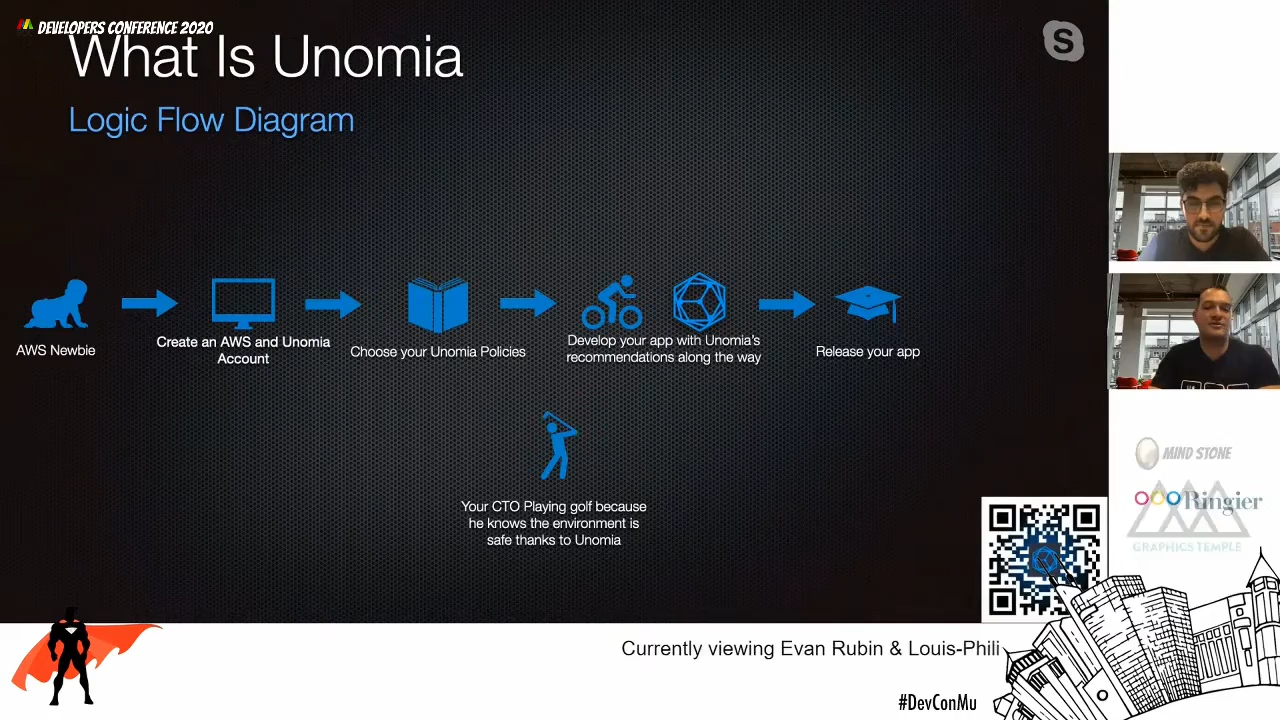 DEVELOPERS CONFERENCE 2020
What Is Unomia
S
Logic Flow Diagram
AWS Newbie
Create an AWS and Unomia
Account
Choose your Unomia Policies
Develop your app with Unomia's
recommendations along the way
Release your app
Your CTO Playing golf because
he knows the environment is
safe thanks to Unomia
MIND STONE
Ringier
GRAPHICS TEMPLE
Currently viewing Evan Rubin & Louis-Phili
#DevConMu